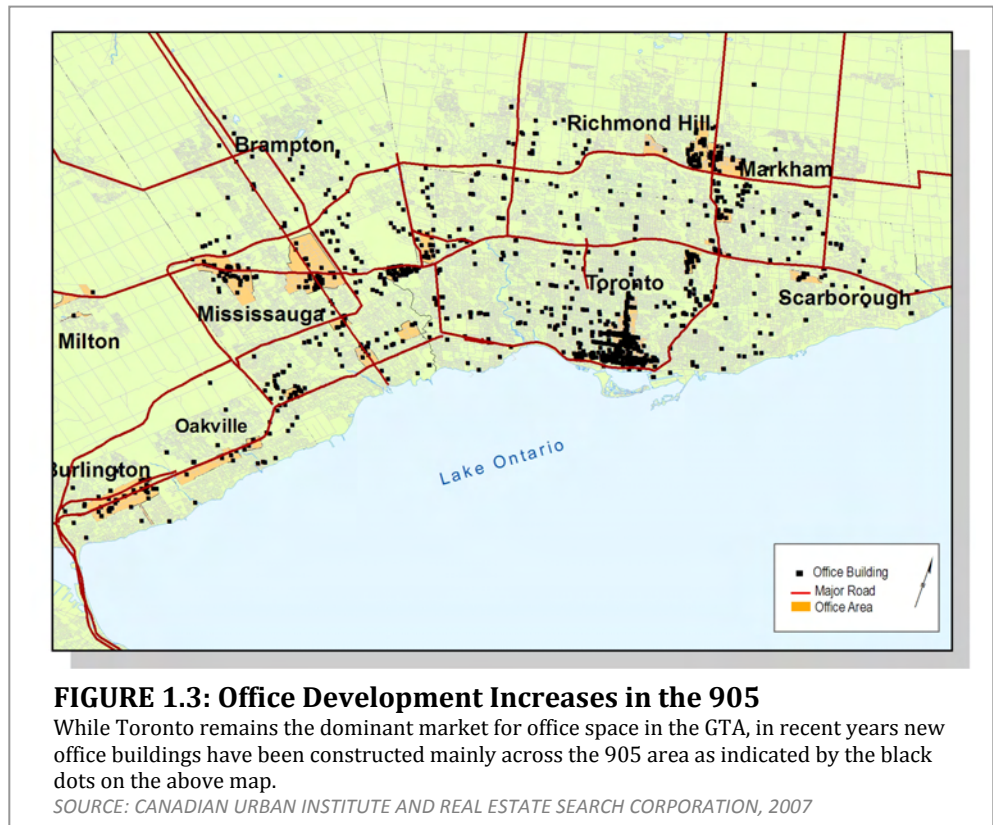 Richmond Hill
Brampton
Markham
Toronto
Scarborough
Mississauga
Milton
Oakville
Burlington
Lake Ontario
Office Building
Major Road
Office Area
FIGURE 1.3: Office Development Increases in the 905
While Toronto remains the dominant market for office space in the GTA, in recent years new
office buildings have been constructed mainly across the 905 area as indicated by the black
dots on the above map.
SOURCE: CANADIAN URBAN INSTITUTE AND REAL ESTATE SEARCH CORPORATION, 2007